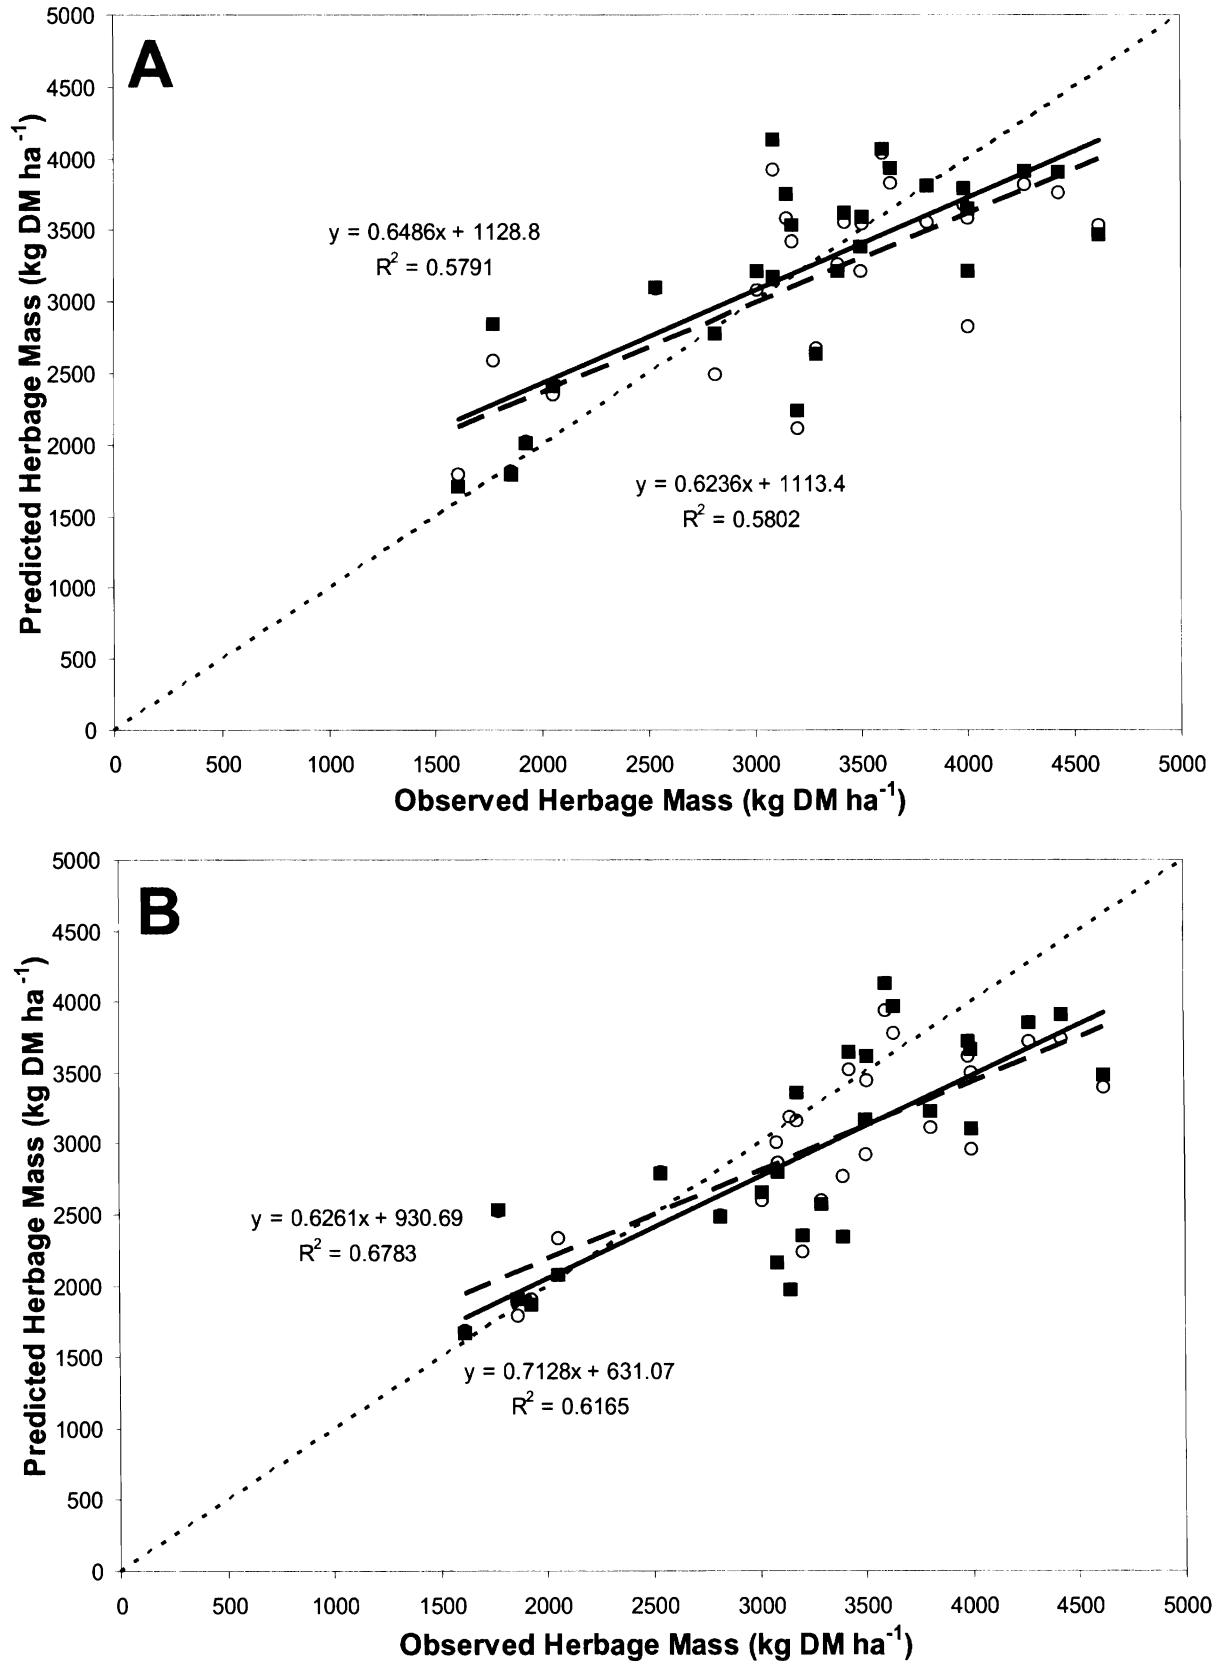 A
Predicted Herbage Mass (kg DM ha⁻¹)
5000
4500
4000
3500
3000
2500
2000
1500
1000
500
0
y = 0.6486x + 1128.8
R² = 0.5791
y = 0.6236x + 1113.4
R² = 0.5802
0 500 1000 1500 2000 2500 3000 3500 4000 4500 5000
Observed Herbage Mass (kg DM ha⁻¹)
B
Predicted Herbage Mass (kg DM ha⁻¹)
5000
4500
4000
3500
3000
2500
2000
1500
1000
500
0
y = 0.6261x + 930.69
R² = 0.6783
y = 0.7128x + 631.07
R² = 0.6165
0 500 1000 1500 2000 2500 3000 3500 4000 4500 5000
Observed Herbage Mass (kg DM ha⁻¹)